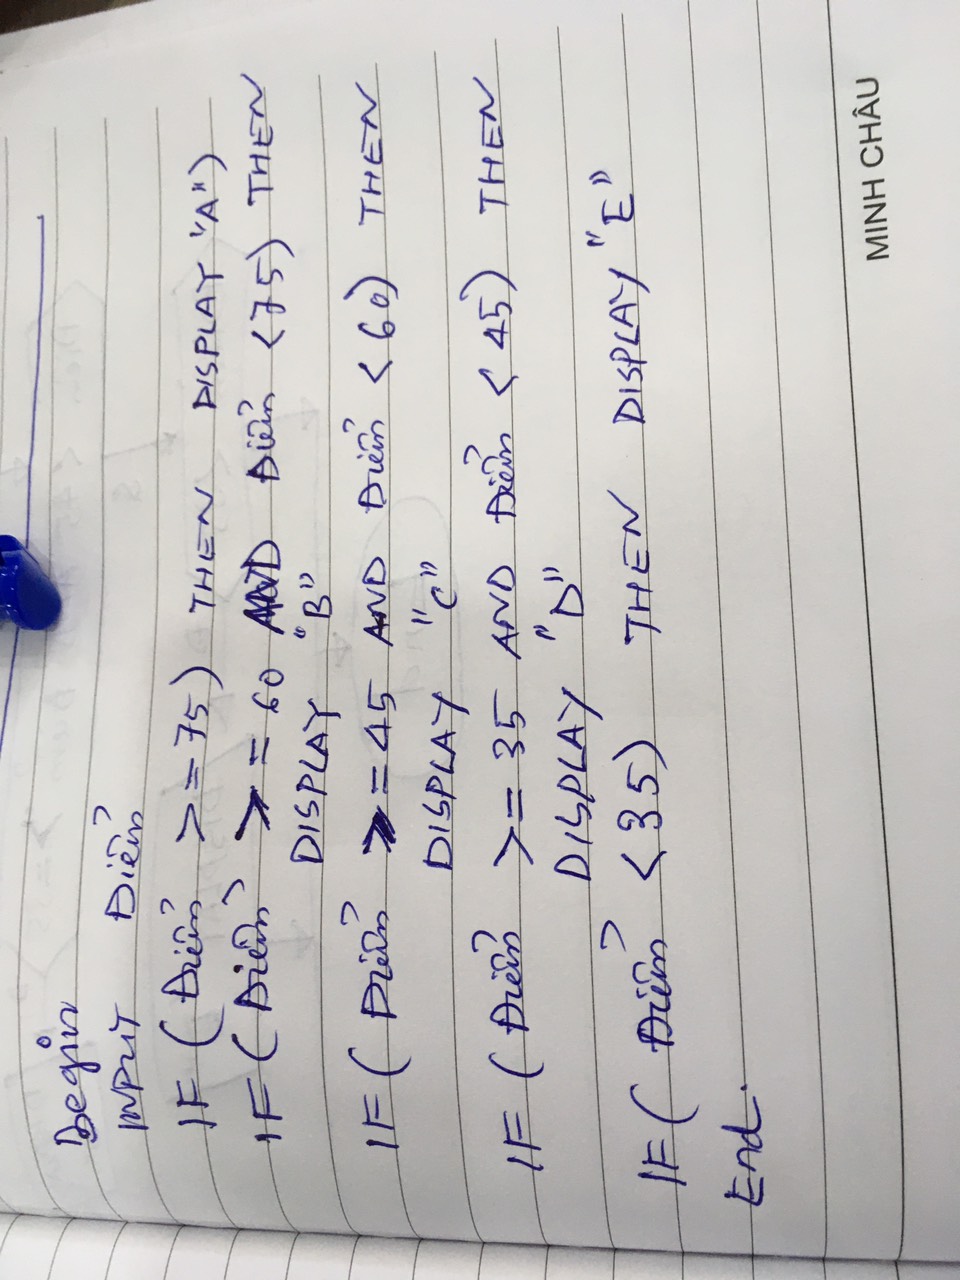 Begin
INPUT Điểm
IF (Điểm >=75) THEN DISPLAY "A")
IF (Điểm >= 60 AND Điểm <75) THEN
DISPLAY "B"
IF (Điểm >=45 AND Điểm <60) THEN
DISPLAY "C"
IF (Điểm >= 35 AND Điểm < 45) THEN
DISPLAY "D"
IF (Điểm <35) THEN DISPLAY "E"
End.
MINH CHÂU